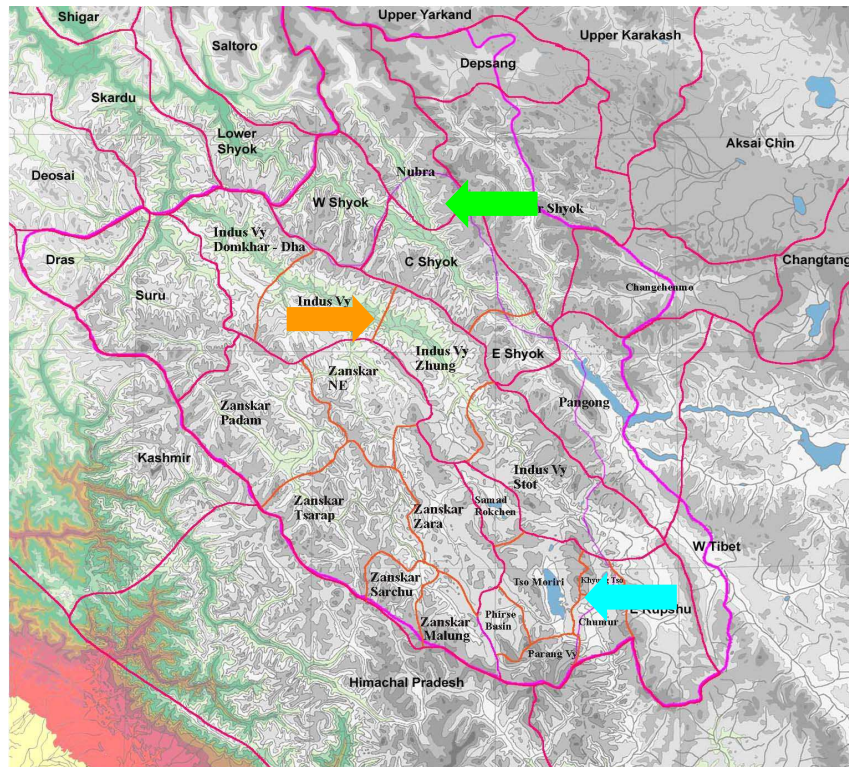 Shigar
Upper Yarkand
Upper Karakash
Saltoro
Depsang
Skardu
Lower
Shyok
Aksai Chin
Deosai
Nubra
W Shyok
Shyok
Indus Vy
Domkhar - Dha
Dras
C Shyok
Changtang
Suru
Changchenmo
Indus Vy
Indus Vy
Zhung
E Shyok
Zanskar
NE
Zanskar
Padam
Pangong
Kashmir
Indus Vy
Stot
Zanskar
Tsarap
Zanskar
Zara
Samad
Rokchen
W Tibet
Zanskar
Sarchu
Tso Moriri
Tso
Phirse
Basin
Chumur
Zanskar
Malung
Parang Vy
Himachal Pradesh